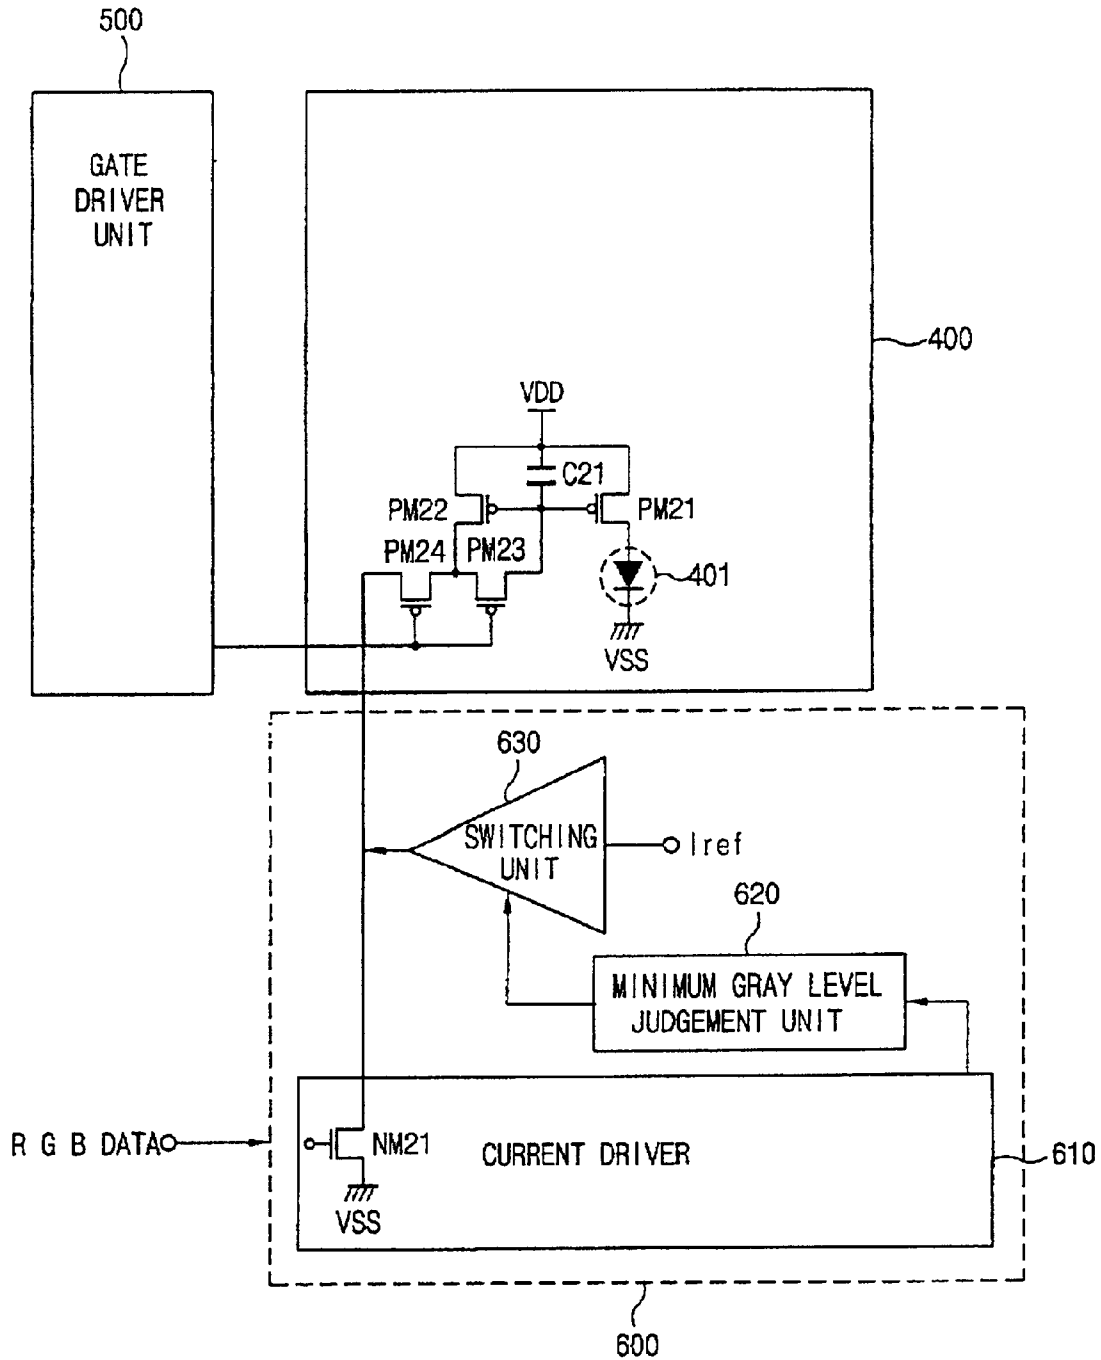 500
GATE
DRIVER
UNIT
400
VDD
C21
PM22
PM21
PM24
PM23
401
VSS
630
SWITCHING
UNIT
Iref
620
MINIMUM GRAY LEVEL
JUDGEMENT UNIT
R G B DATA
NM21
CURRENT DRIVER
610
VSS
600